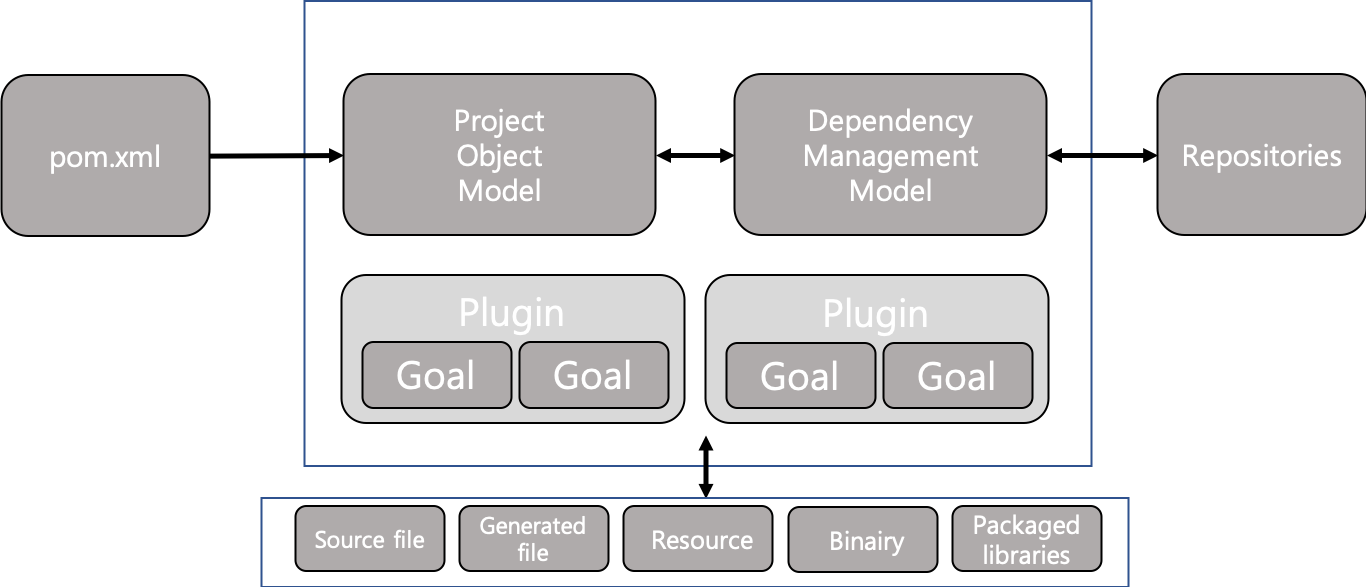 pom.xml
Project
Object
Model
Dependency
Management
Model
Repositories
Plugin
Goal Goal
Plugin
Goal Goal
Source file
Generated
file
Resource
Binairy
Packaged
libraries